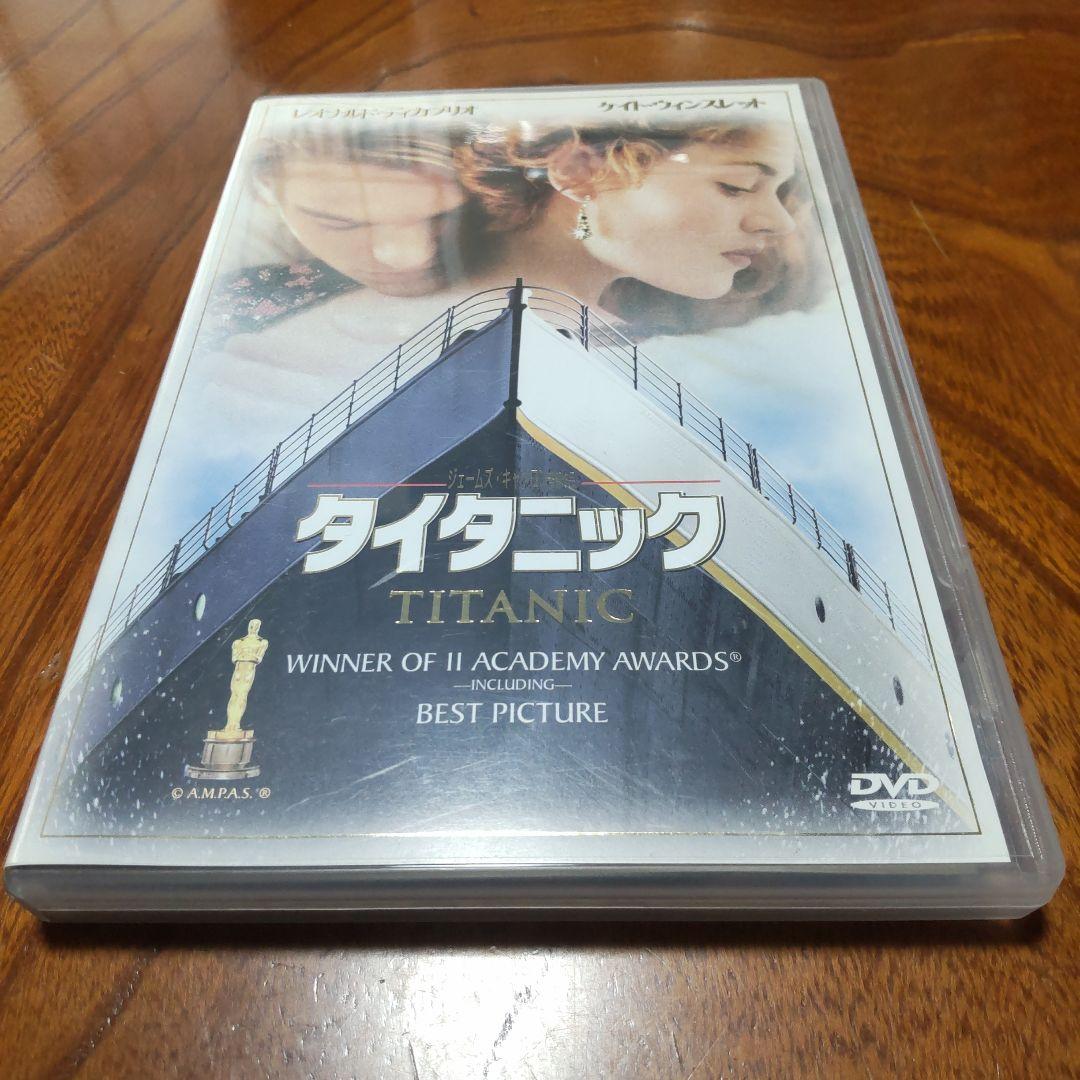 レオナルド・ディカプリオ ケイト・ウィンスレット
ジェームズ・キャメロン
タイタニック
TITANIC
WINNER OF 11 ACADEMY AWARDS®
—INCLUDING—
BEST PICTURE
© A.M.P.A.S. ®
DVD
VIDEO